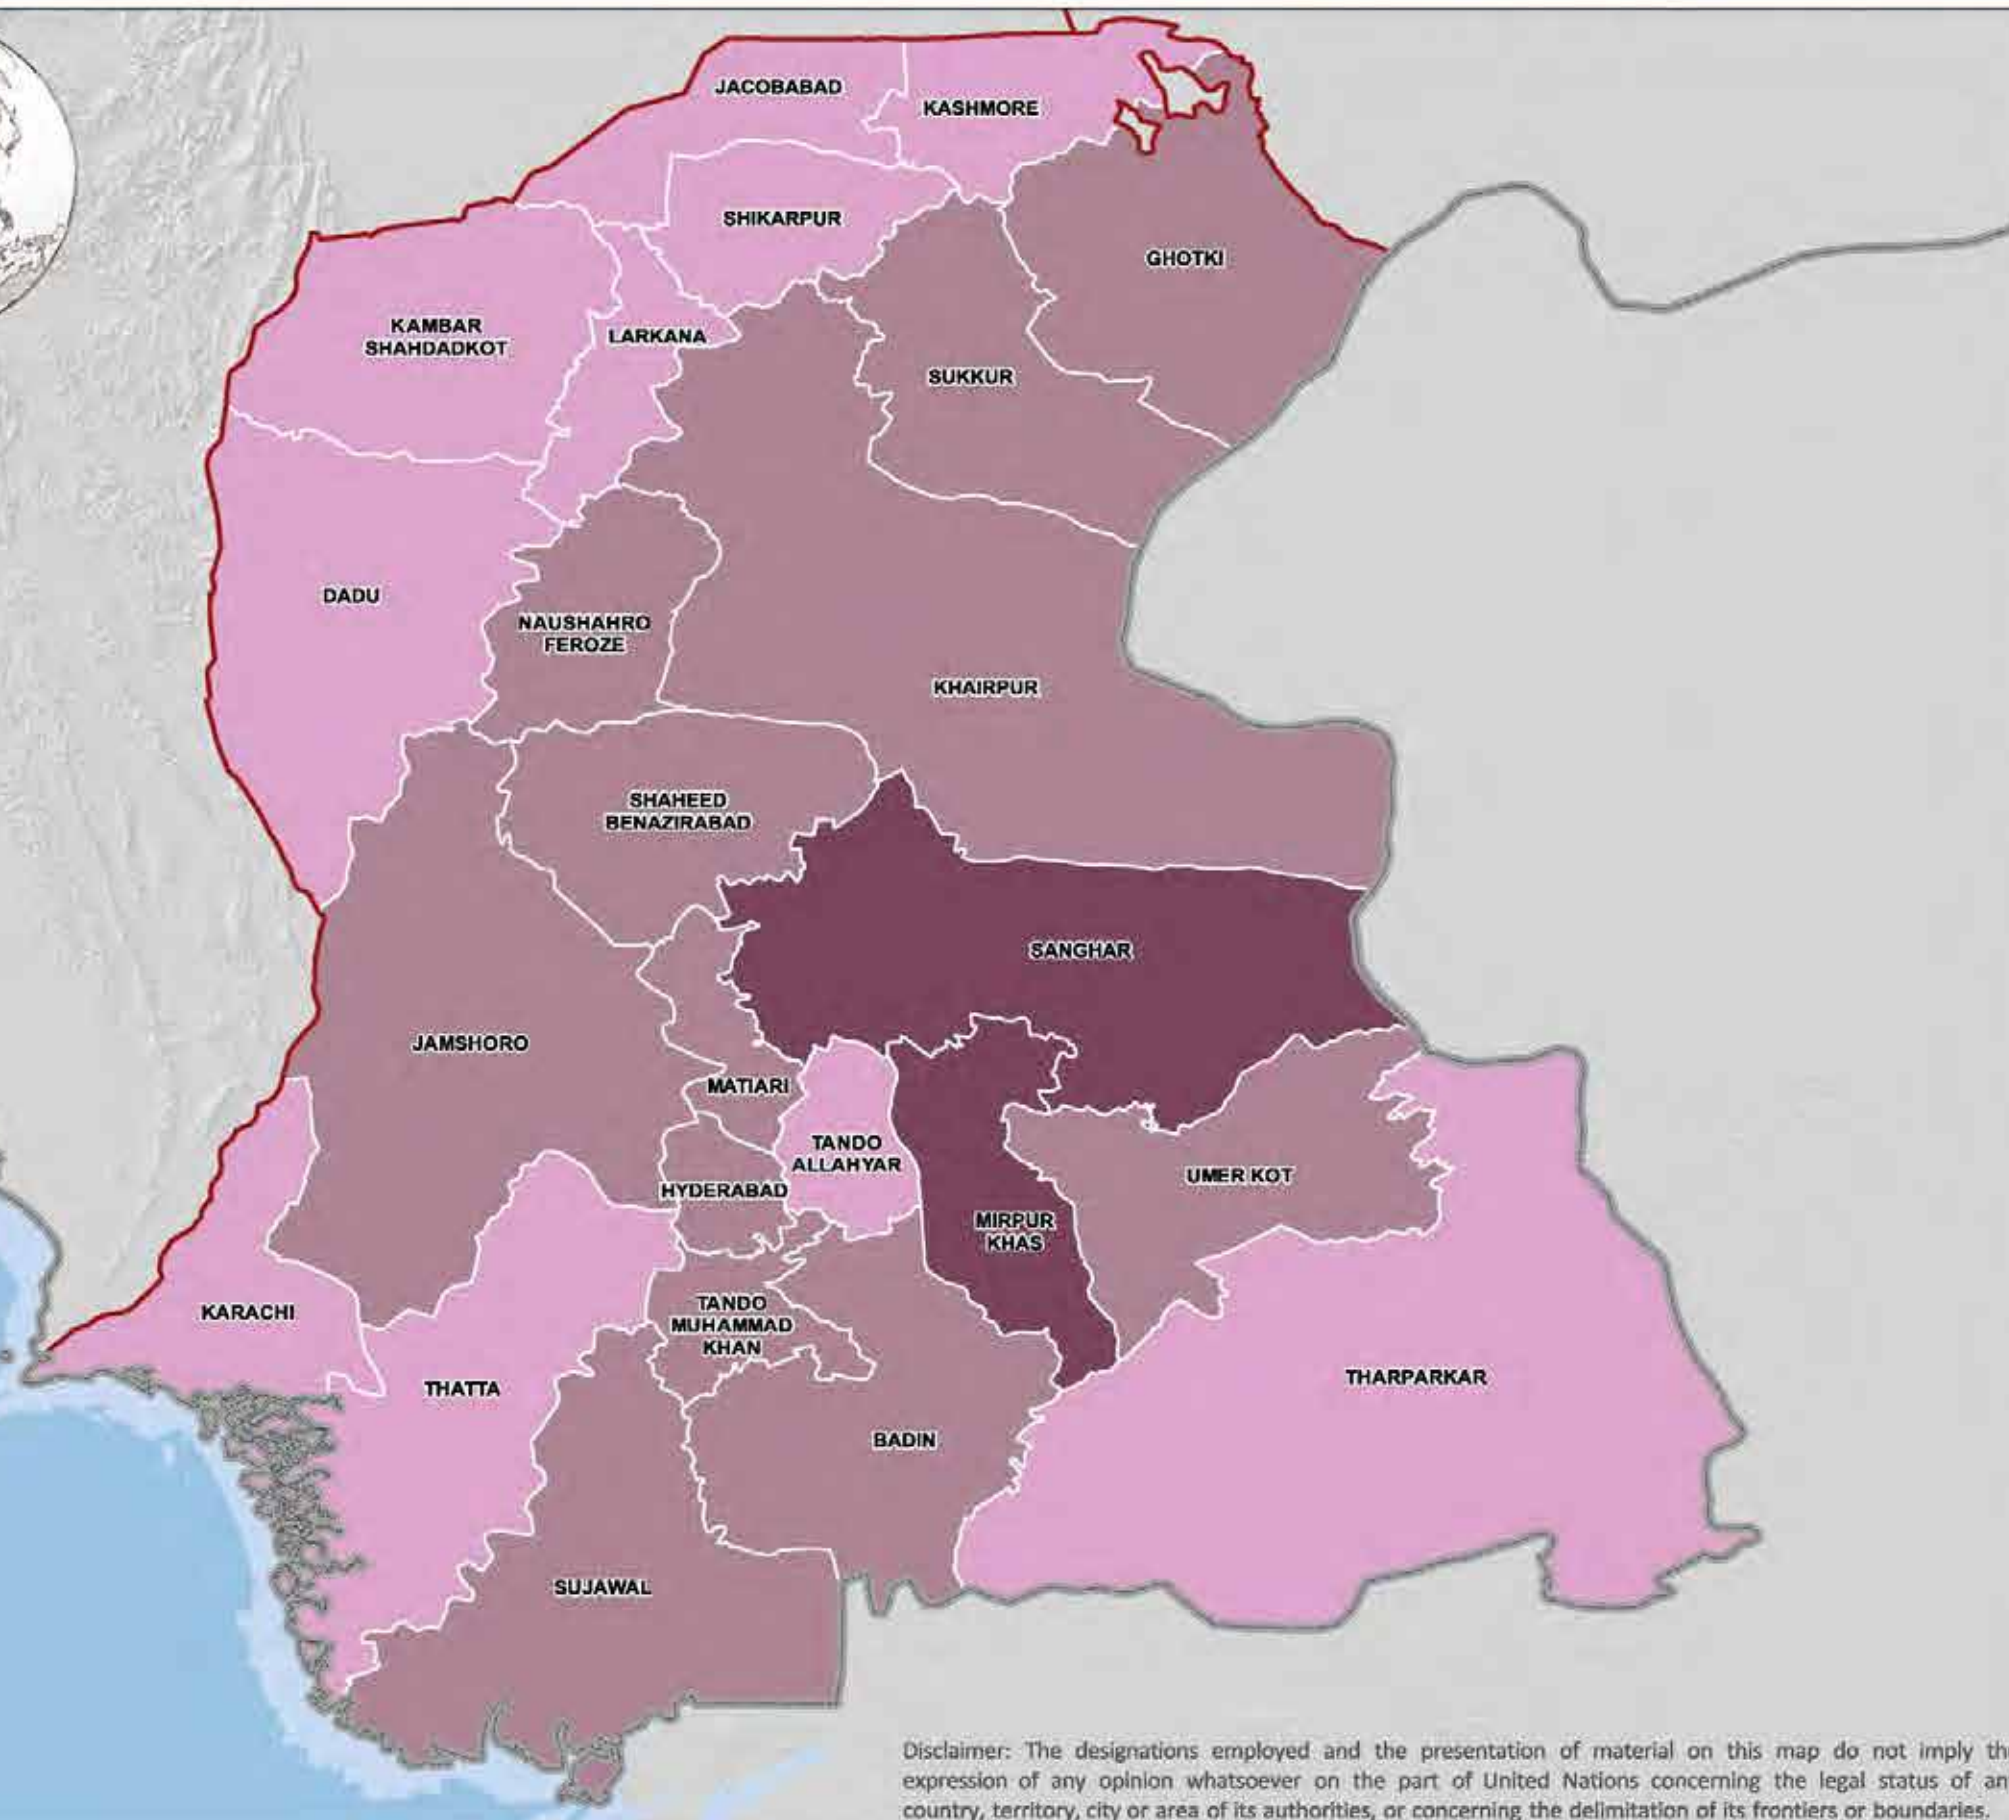 JACOBABAD
KASHMORE
SHIKARPUR
GHOTKI
KAMBAR
SHAHDADKOT
LARKANA
SUKKUR
DADU
NAUSHAHRO
FEROZE
KHAIRPUR
SHAHEED
BENAZIRABAD
SANGHAR
JAMSHORO
MATIARI
TANDO
ALLAHYAR
UMER KOT
HYDERABAD
MIRPUR
KHAS
KARACHI
TANDO
MUHAMMAD
KHAN
THATTA
THARPARKAR
BADIN
SUJAWAL
Disclaimer: The designations employed and the presentation of material on this map do not imply th
expression of any opinion whatsoever on the part of United Nations concerning the legal status of an
country, territory, city or area of its authorities, or concerning the delimitation of its frontiers or boundaries.